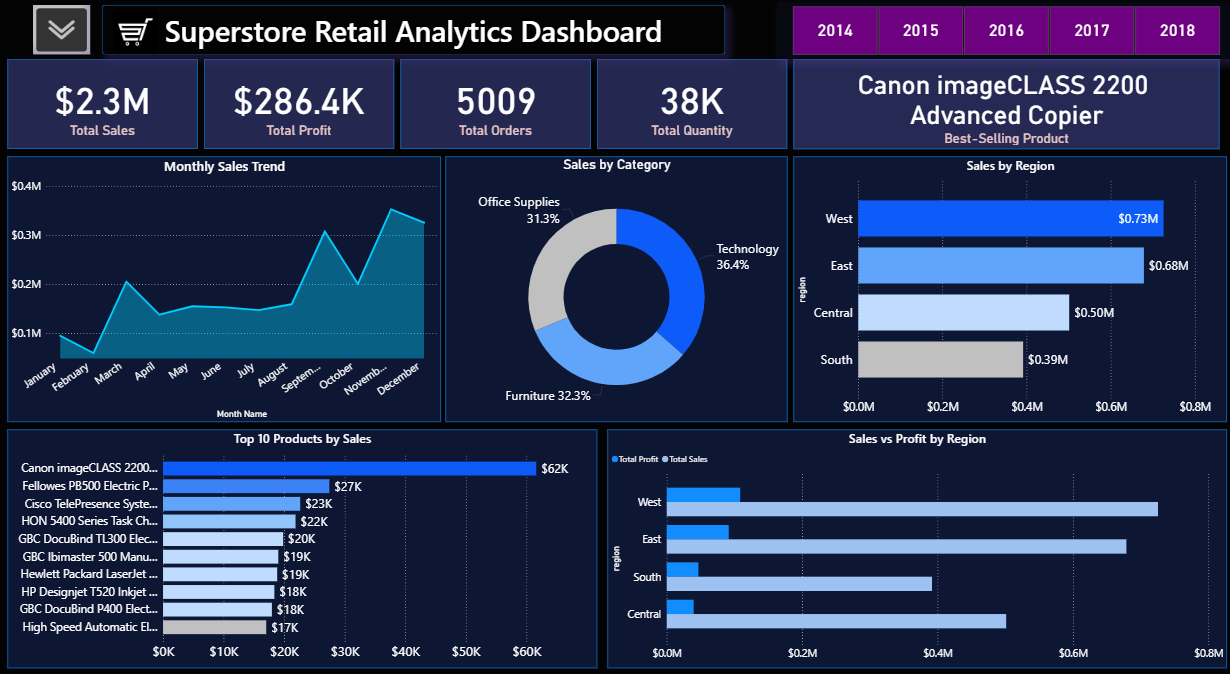 Superstore Retail Analytics Dashboard
2014
2015
2016
2017
2018
$2.3M
Total Sales
$286.4K
Total Profit
5009
Total Orders
38K
Total Quantity
Canon imageCLASS 2200
Advanced Copier
Best-Selling Product
Monthly Sales Trend
$0.4M
$0.3M
$0.2M
$0.1M
January
February
March
April
May
June
July
August
Septem...
October
Novemb...
December
Month Name
Sales by Category
Office Supplies
31.3%
Technology
36.4%
Furniture 32.3%
Sales by Region
region
West
$0.73M
East
$0.68M
Central
$0.50M
South
$0.39M
$0.0M
$0.2M
$0.4M
$0.6M
$0.8M
Top 10 Products by Sales
Canon imageCLASS 2200...
$62K
Fellowes PB500 Electric P...
$27K
Cisco TelePresence Syste...
$23K
HON 5400 Series Task Ch...
$22K
GBC DocuBind TL300 Elec...
$20K
GBC Ibimaster 500 Manu...
$19K
Hewlett Packard LaserJet ...
$19K
HP Designjet T520 Inkjet ...
$18K
GBC DocuBind P400 Elect...
$18K
High Speed Automatic El...
$17K
$0K
$10K
$20K
$30K
$40K
$50K
$60K
Sales vs Profit by Region
Total Profit
Total Sales
region
West
East
South
Central
$0.0M
$0.2M
$0.4M
$0.6M
$0.8M